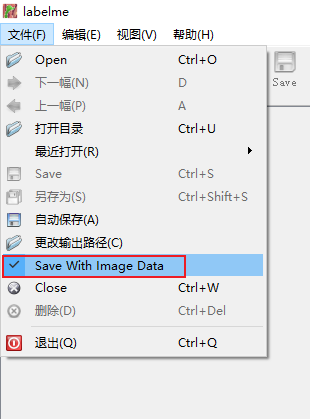 labelme
文件(F) 编辑(E) 视图(V) 帮助(H)
Open Ctrl+O
下一幅(N) D
上一幅(P) A
打开目录 Ctrl+U
最近打开(R)
Save Ctrl+S
另存为(S) Ctrl+Shift+S
自动保存(A)
更改输出路径(C)
Save With Image Data
Close Ctrl+W
删除(D) Ctrl+Del
退出(Q) Ctrl+Q
Save